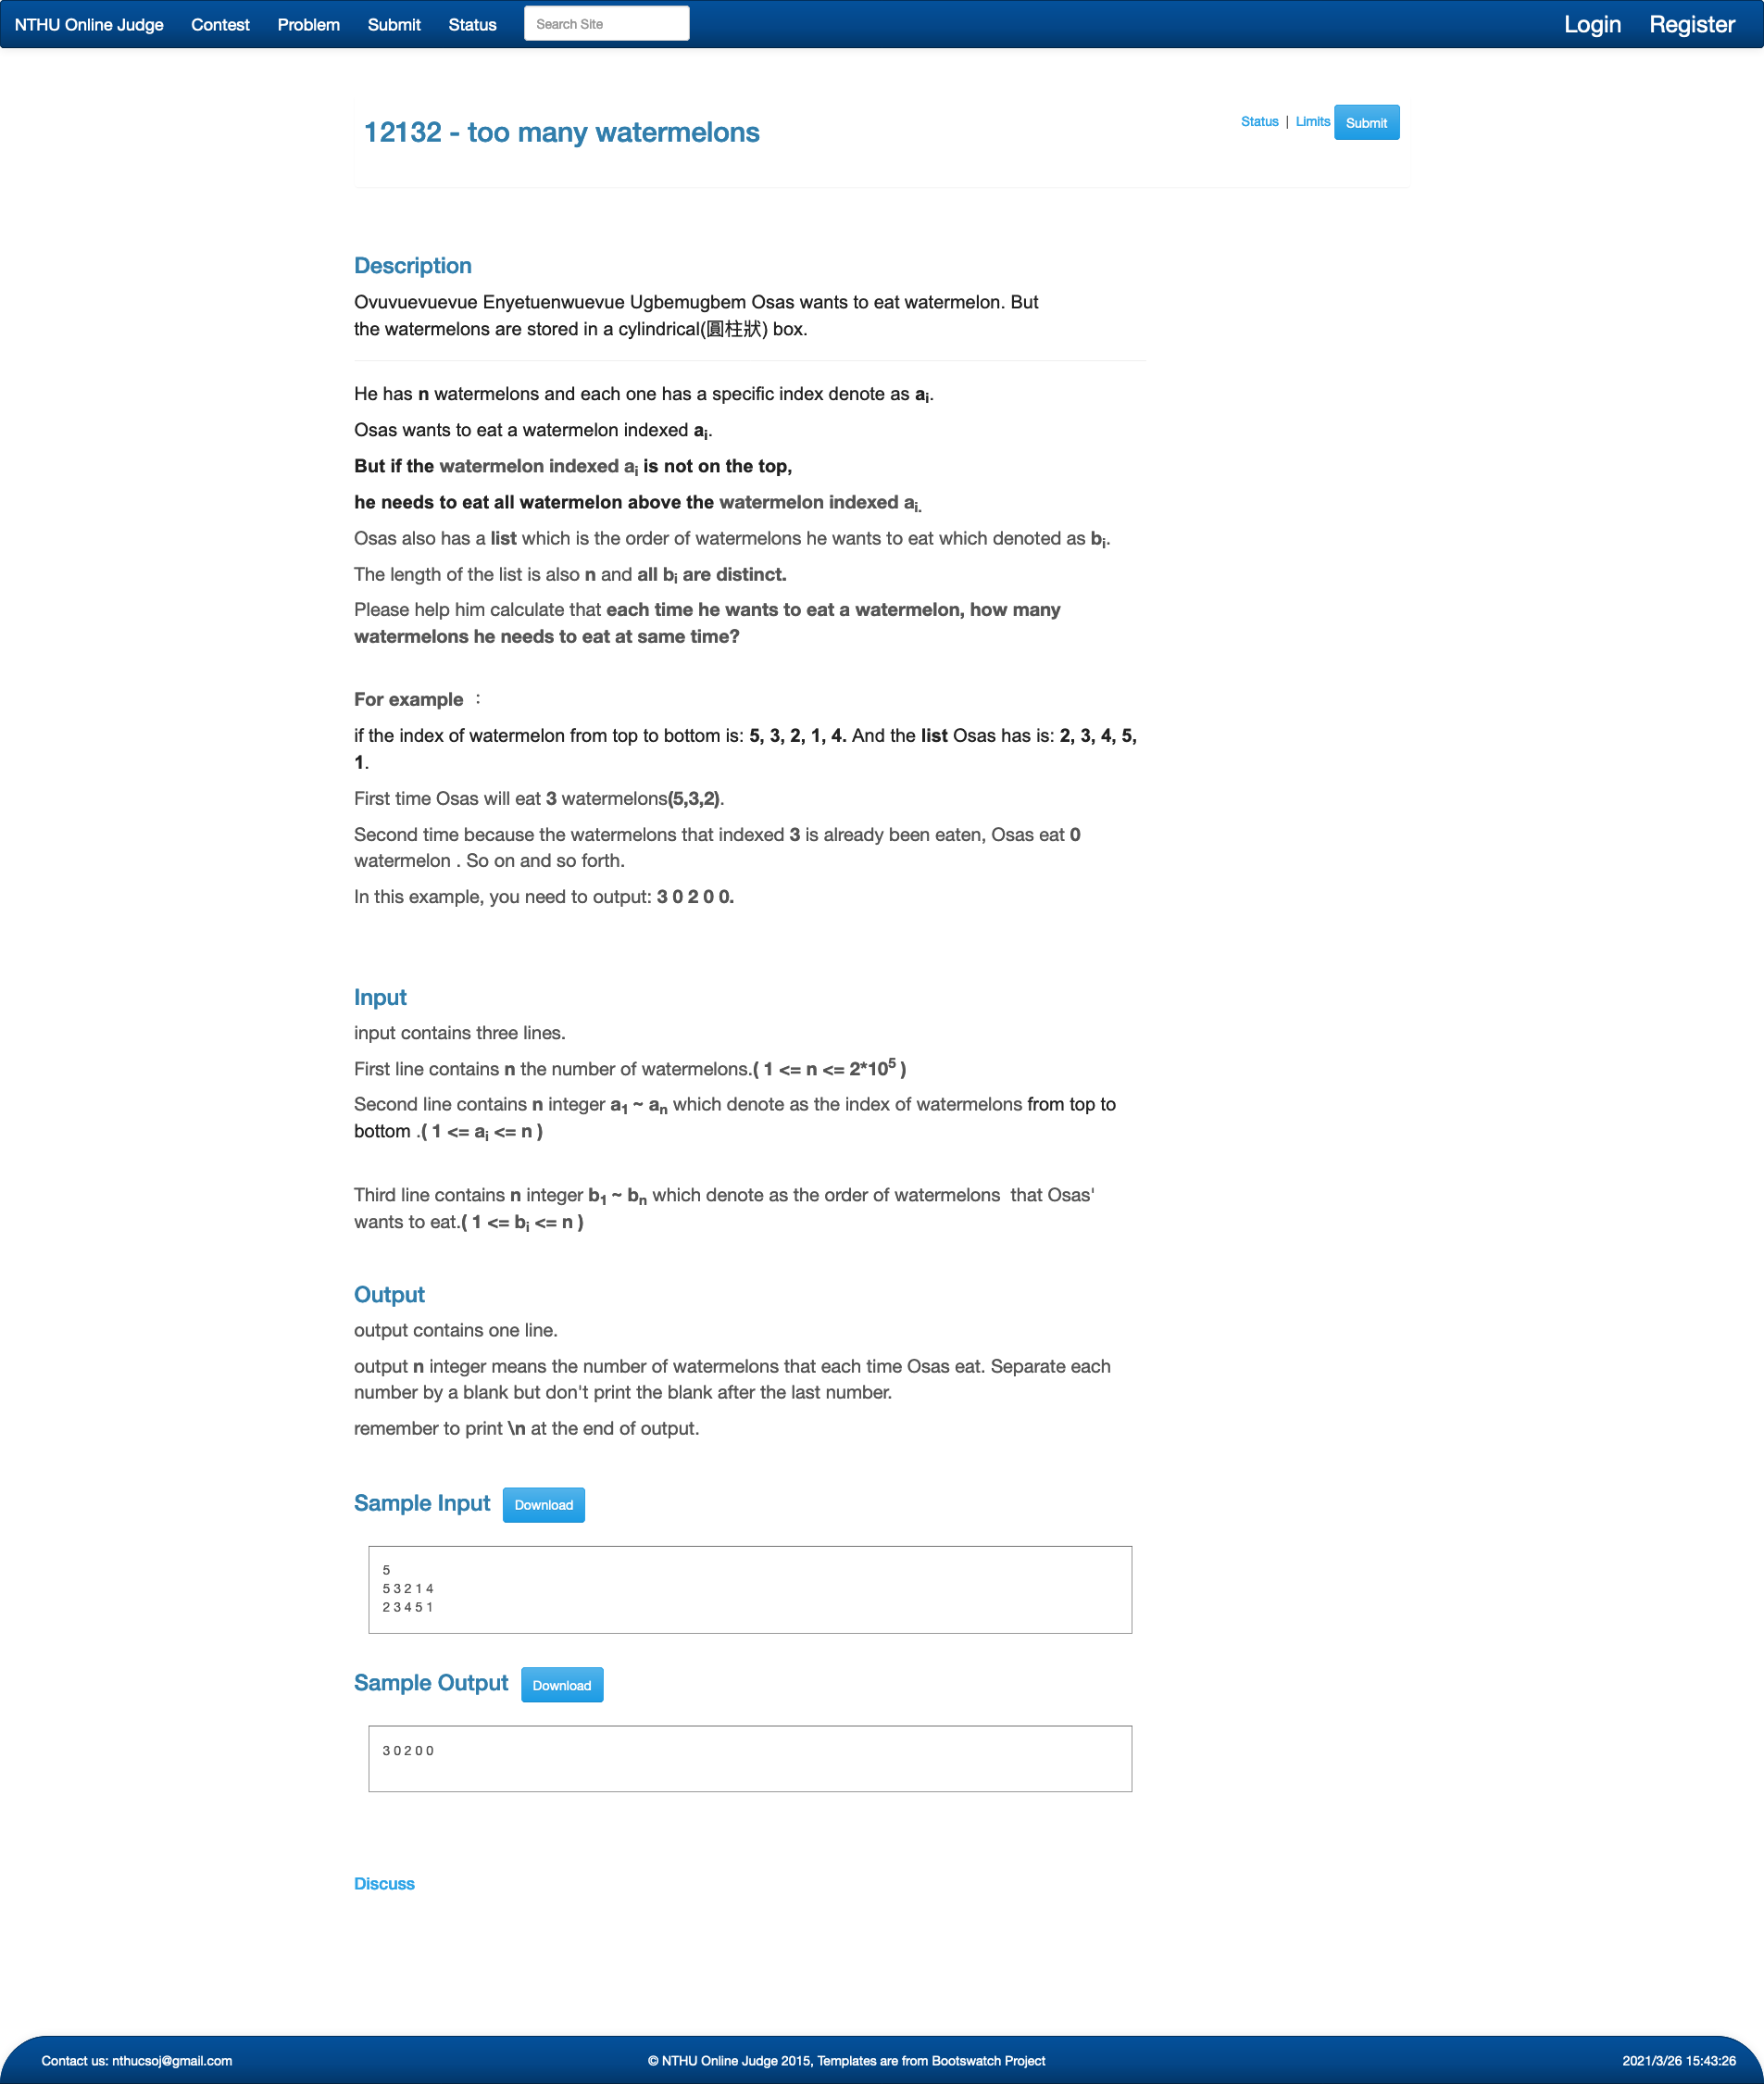 NTHU Online Judge Contest Problem Submit Status Search Site Login Register
12132 - too many watermelons
Status | Limits Submit
Description
Ovuvuevuevue Enyetuenwuevue Ugbemugbem Osas wants to eat watermelon. But
the watermelons are stored in a cylindrical(圓柱狀) box.
He has n watermelons and each one has a specific index denote as ai.
Osas wants to eat a watermelon indexed ai.
But if the watermelon indexed ai is not on the top,
he needs to eat all watermelon above the watermelon indexed ai.
Osas also has a list which is the order of watermelons he wants to eat which denoted as bi.
The length of the list is also n and all bi are distinct.
Please help him calculate that each time he wants to eat a watermelon, how many
watermelons he needs to eat at same time?
For example ：
if the index of watermelon from top to bottom is: 5, 3, 2, 1, 4. And the list Osas has is: 2, 3, 4, 5,
1.
First time Osas will eat 3 watermelons(5,3,2).
Second time because the watermelons that indexed 3 is already been eaten, Osas eat 0
watermelon . So on and so forth.
In this example, you need to output: 3 0 2 0 0.
Input
input contains three lines.
First line contains n the number of watermelons.( 1 <= n <= 2*10^5 )
Second line contains n integer a1 ~ an which denote as the index of watermelons from top to
bottom .( 1 <= ai <= n )
Third line contains n integer b1 ~ bn which denote as the order of watermelons  that Osas'
wants to eat.( 1 <= bi <= n )
Output
output contains one line.
output n integer means the number of watermelons that each time Osas eat. Separate each
number by a blank but don't print the blank after the last number.
remember to print \n at the end of output.
Sample Input Download
5
5 3 2 1 4
2 3 4 5 1
Sample Output Download
3 0 2 0 0
Discuss
Contact us: nthucsoj@gmail.com © NTHU Online Judge 2015, Templates are from Bootswatch Project 2021/3/26 15:43:26